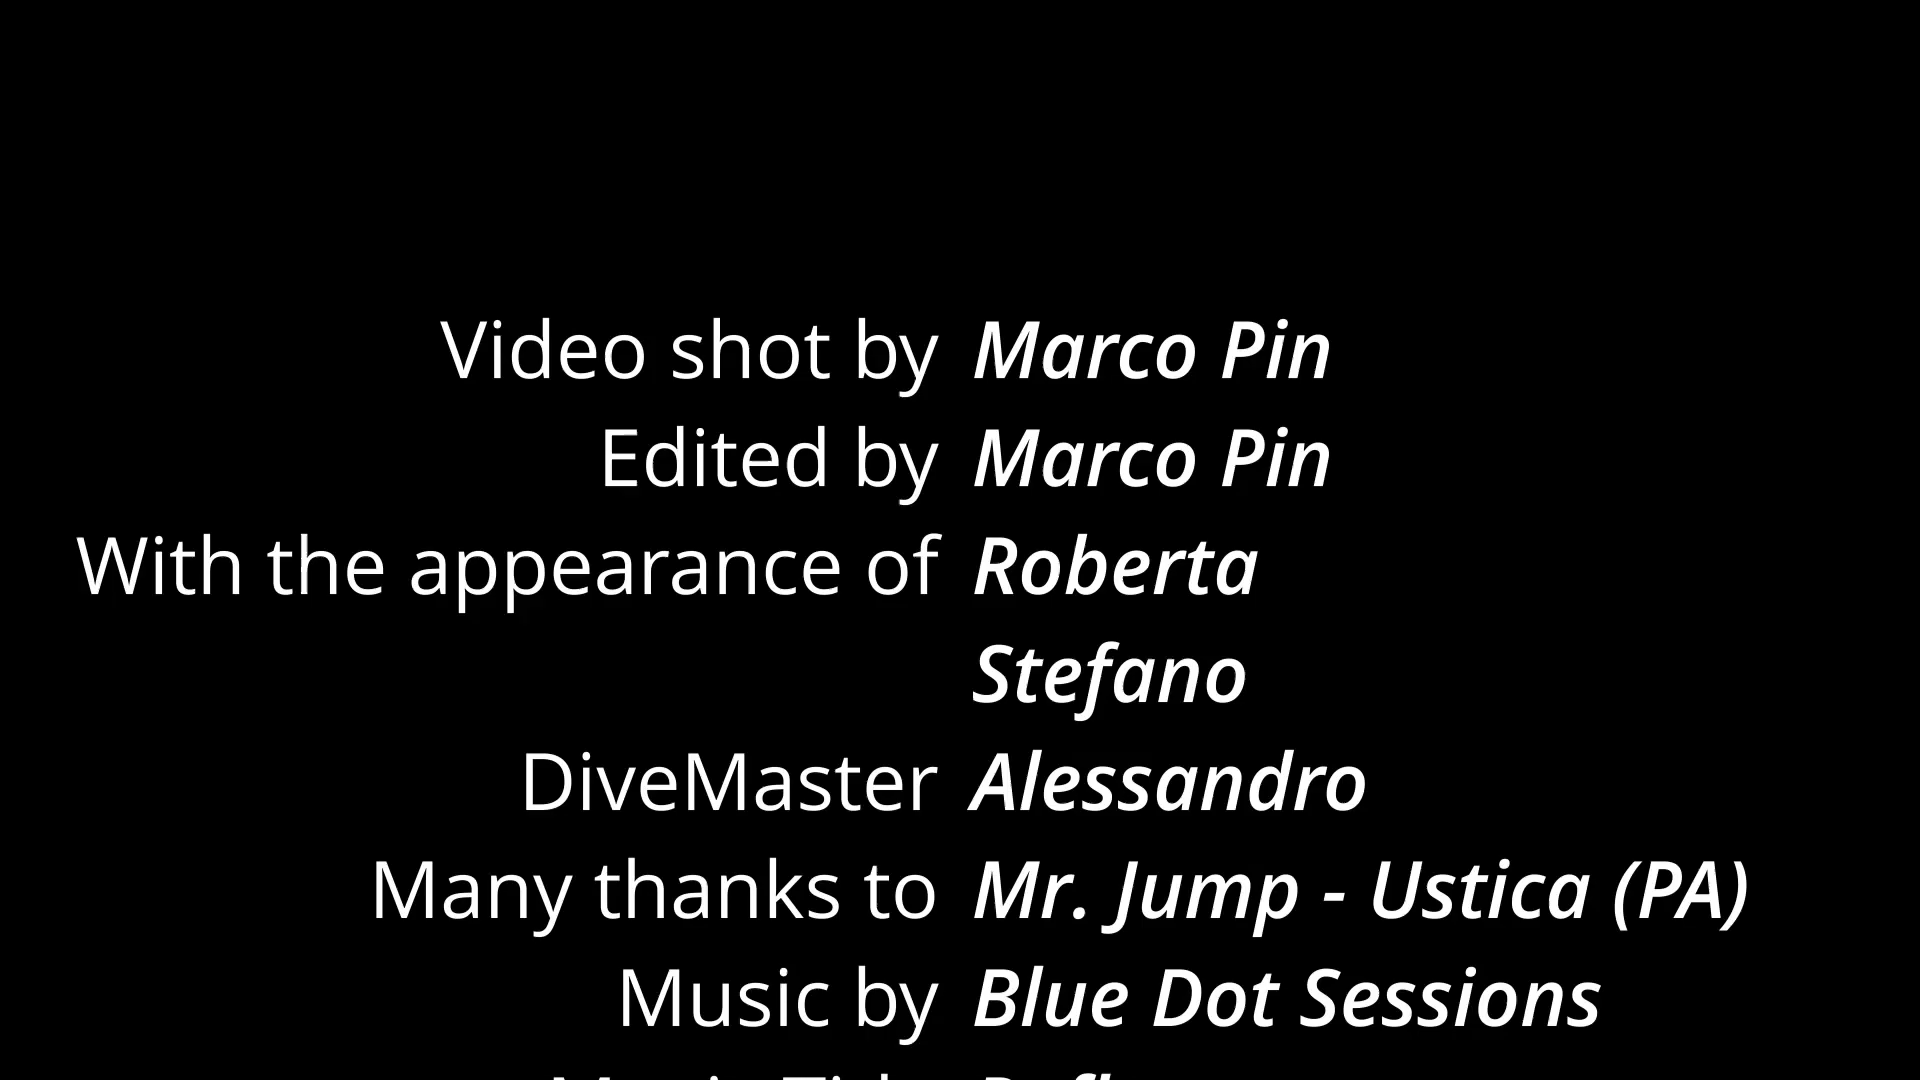 Video shot by Marco Pin
Edited by Marco Pin
With the appearance of Roberta
Stefano
DiveMaster Alessandro
Many thanks to Mr. Jump - Ustica (PA)
Music by Blue Dot Sessions